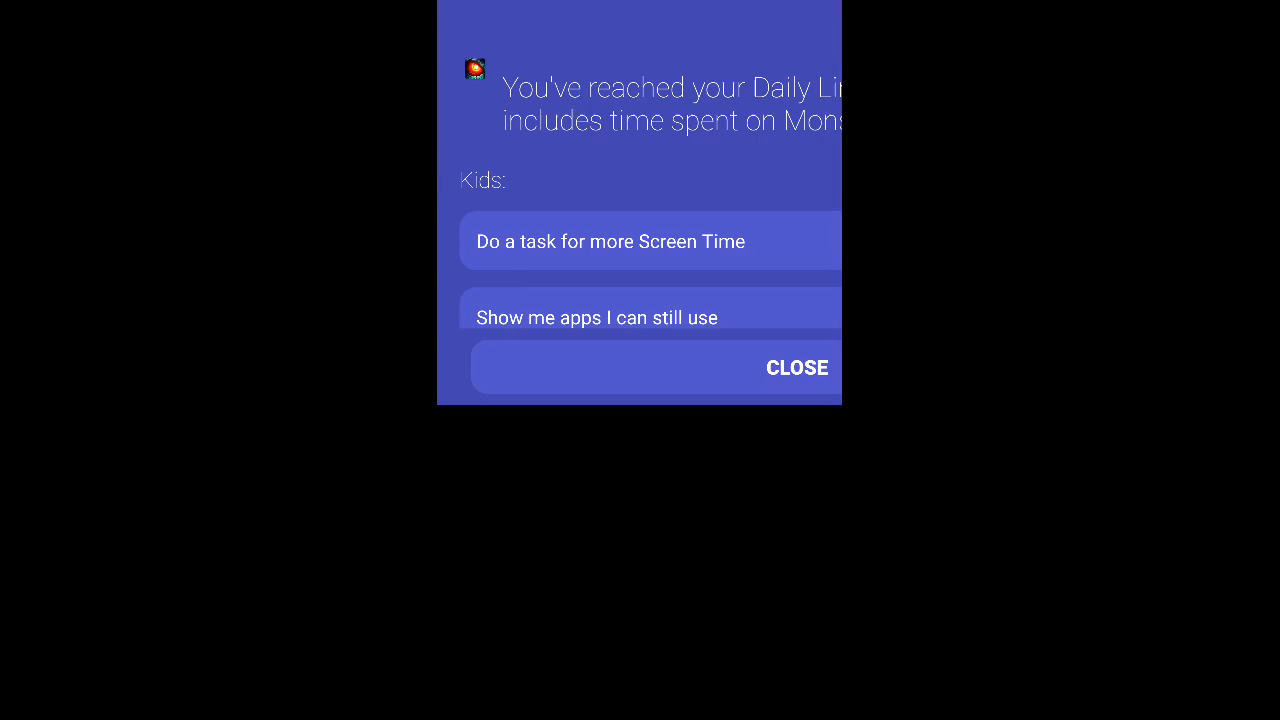 You've reached your Daily
includes time spent on
Kids:
Do a task for more Screen Time
Show me apps I can still use
CLOSE